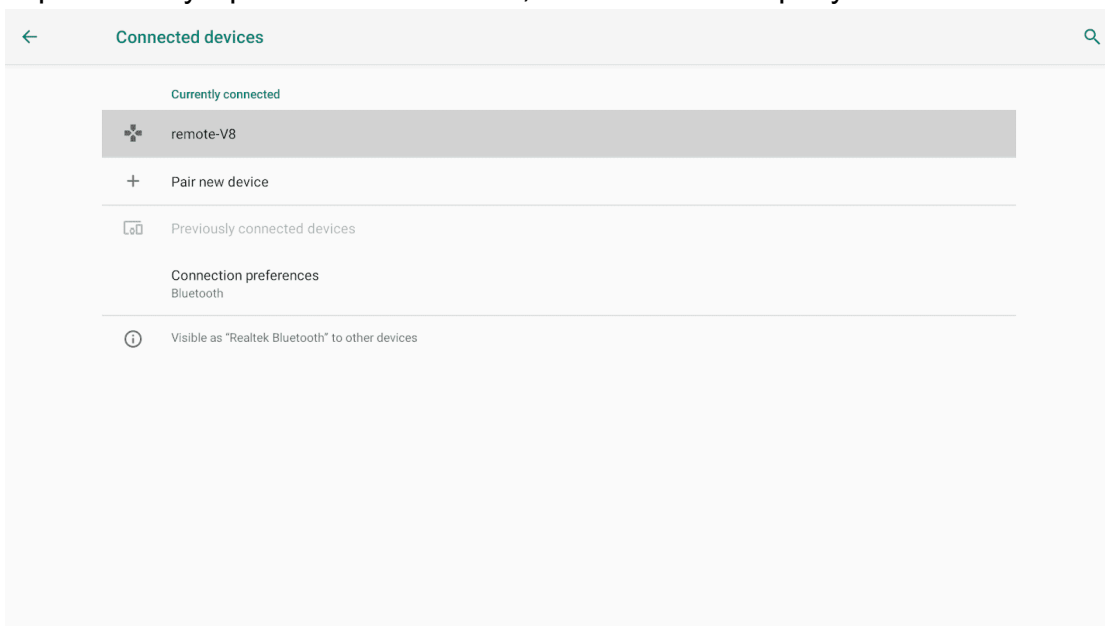 Connected devices
Currently connected
remote-V8
Pair new device
Previously connected devices
Connection preferences
Bluetooth
Visible as “Realtek Bluetooth” to other devices